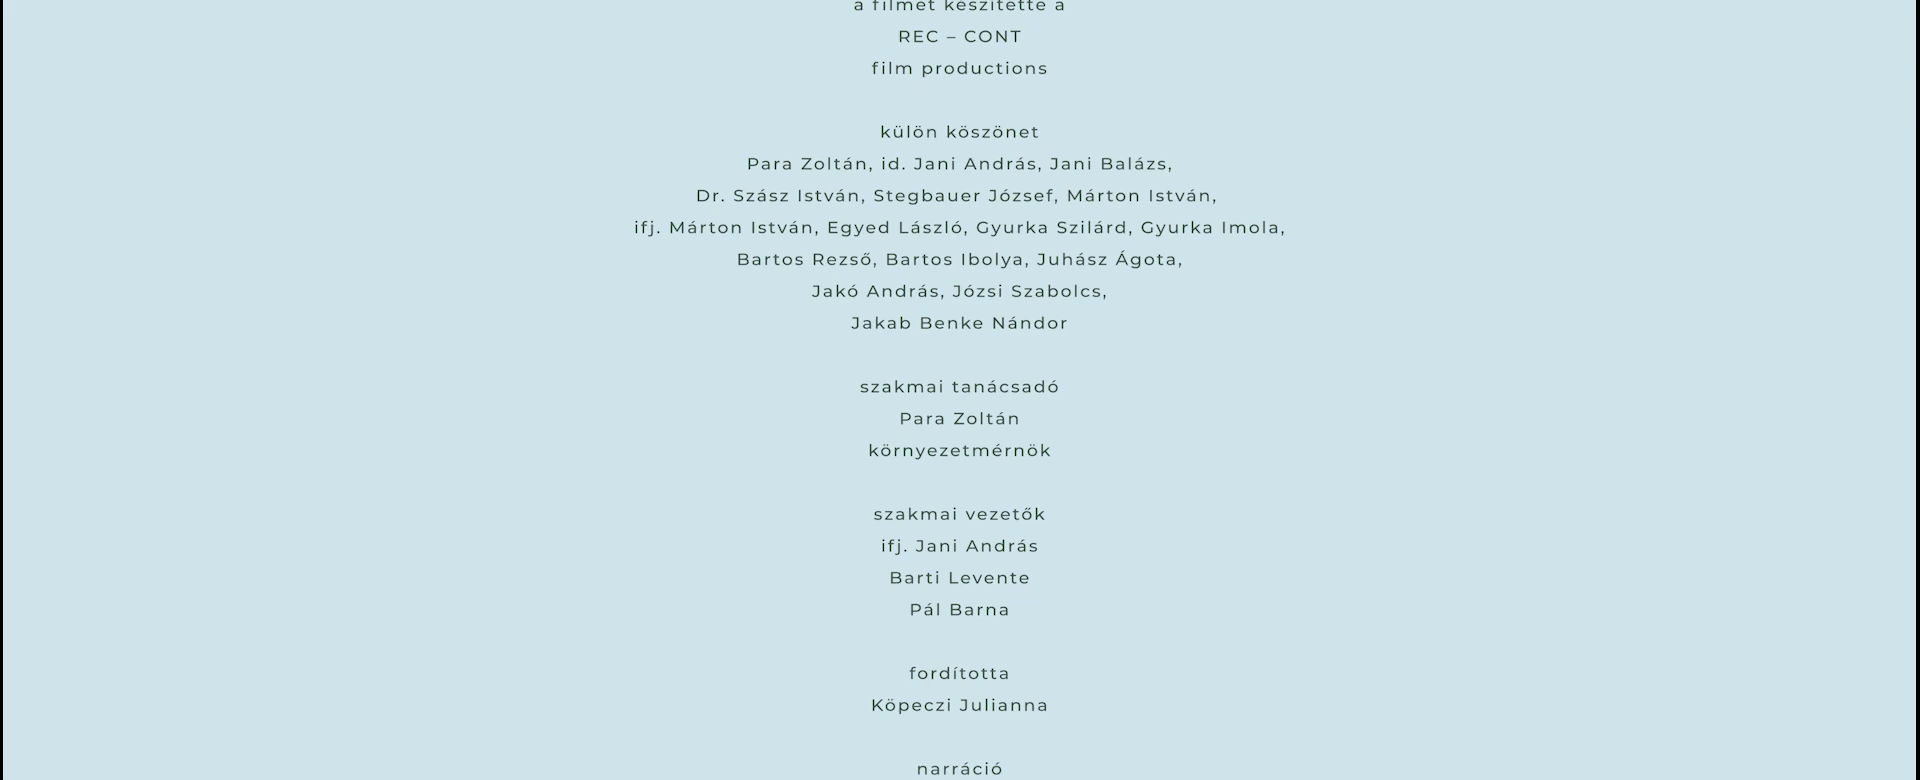 a filmet készítette a
REC – CONT
film productions
külön köszönet
Para Zoltán, id. Jani András, Jani Balázs,
Dr. Szász István, Stegbauer József, Márton István,
ifj. Márton István, Egyed László, Gyurka Szilárd, Gyurka Imola,
Bartos Rezső, Bartos Ibolya, Juhász Ágota,
Jakó András, Józsi Szabolcs,
Jakab Benke Nándor
szakmai tanácsadó
Para Zoltán
környezetmérnök
szakmai vezetők
ifj. Jani András
Barti Levente
Pál Barna
fordította
Köpeczi Julianna
narráció